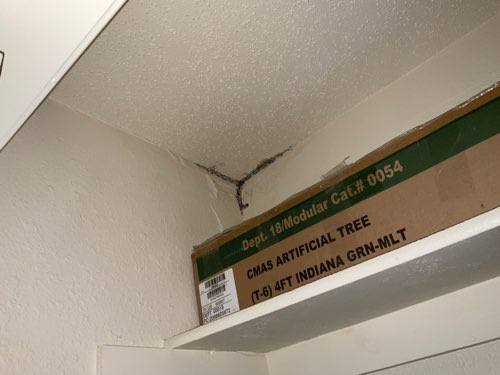 Dept. 18/Modular Cat.# 0054
CMAS ARTIFICIAL TREE
(T-6) 4FT INDIANA GRN-MLT